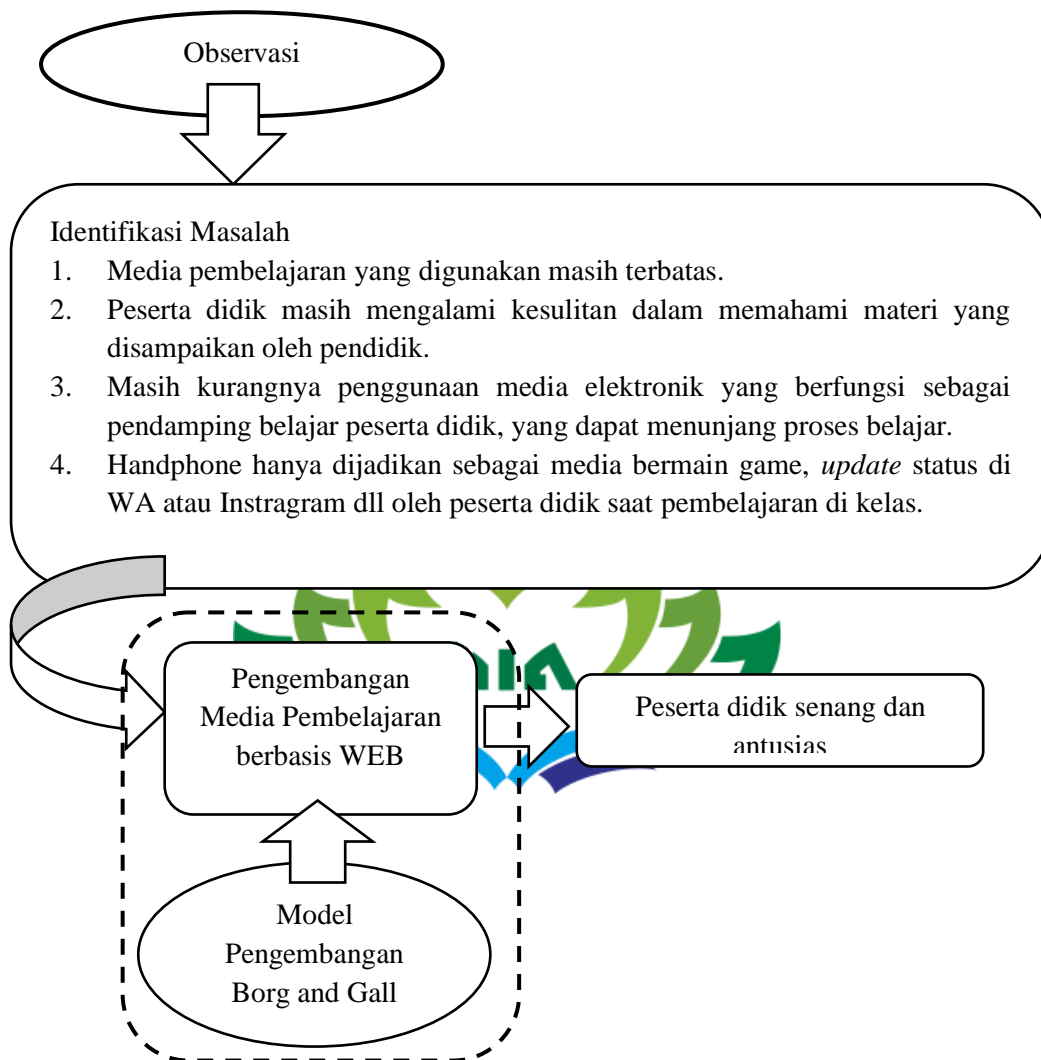 Observasi
Identifikasi Masalah
1. Media pembelajaran yang digunakan masih terbatas.
2. Peserta didik masih mengalami kesulitan dalam memahami materi yang
disampaikan oleh pendidik.
3. Masih kurangnya penggunaan media elektronik yang berfungsi sebagai
pendamping belajar peserta didik, yang dapat menunjang proses belajar.
4. Handphone hanya dijadikan sebagai media bermain game, update status di
WA atau Instragram dll oleh peserta didik saat pembelajaran di kelas.
Pengembangan
Media Pembelajaran
berbasis WEB
Peserta didik senang dan
antusias
Model
Pengembangan
Borg and Gall